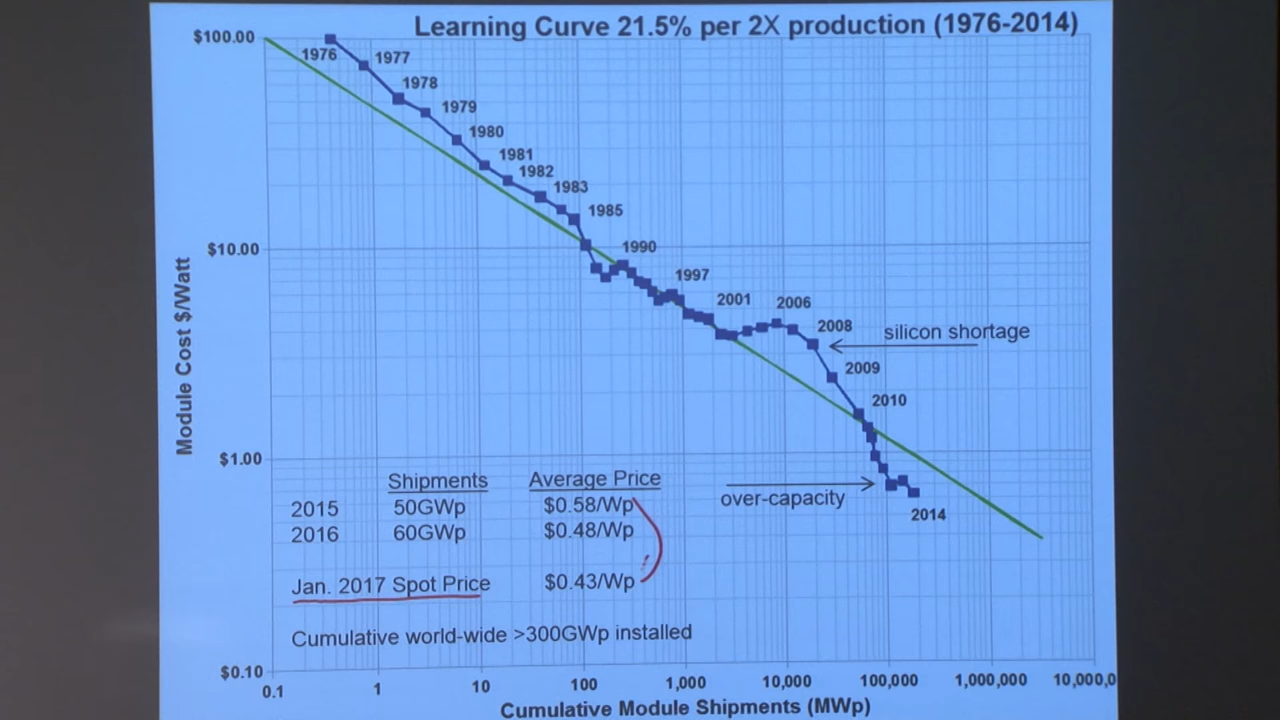 Learning Curve 21.5% per 2X production (1976-2014)
$100.00
1976
1977
1978
1979
1980
1981
1982
1983
1985
$10.00
1990
1997
2001
2006
2008
silicon shortage
2009
2010
Module Cost $/Watt
$1.00
Shipments Average Price
2015 50GWp $0.58/Wp
2016 60GWp $0.48/Wp
over-capacity
2014
Jan. 2017 Spot Price $0.43/Wp
Cumulative world-wide >300GWp installed
$0.10
0.1 1 10 100 1,000 10,000 100,000 1,000,000 10,000,0
Cumulative Module Shipments (MWp)